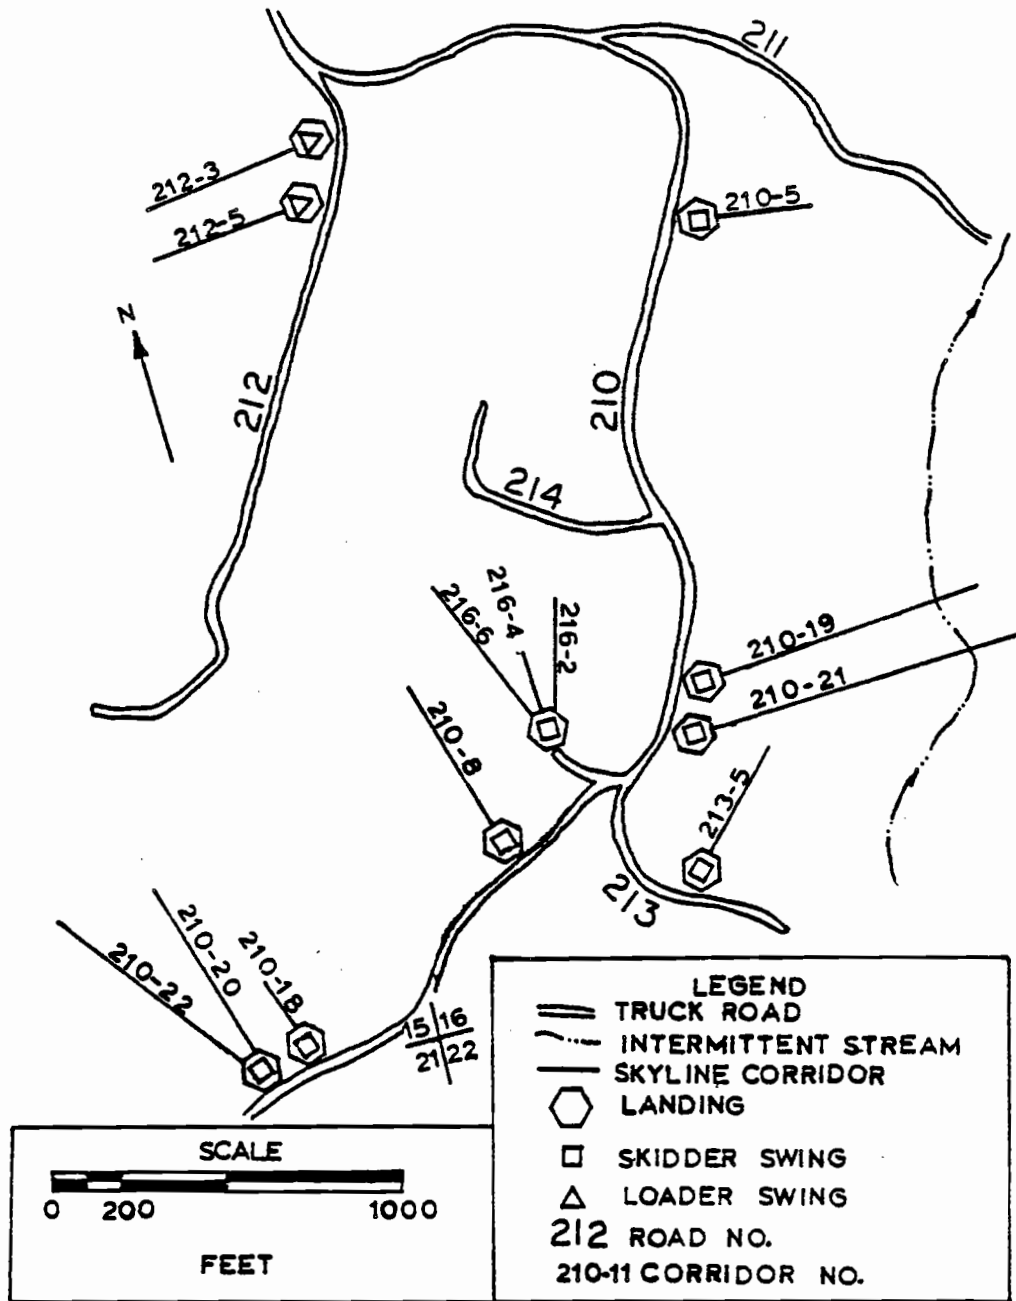 211
212-3
212-5
210-5
N
212
210
214
216-6
216-4
216-2
210-19
210-21
210-8
213-5
213
210-22
210-20
210-18
15 16
21 22
LEGEND
TRUCK ROAD
INTERMITTENT STREAM
SKYLINE CORRIDOR
LANDING
SKIDDER SWING
LOADER SWING
212 ROAD NO.
210-11 CORRIDOR NO.
SCALE
0 200 1000
FEET